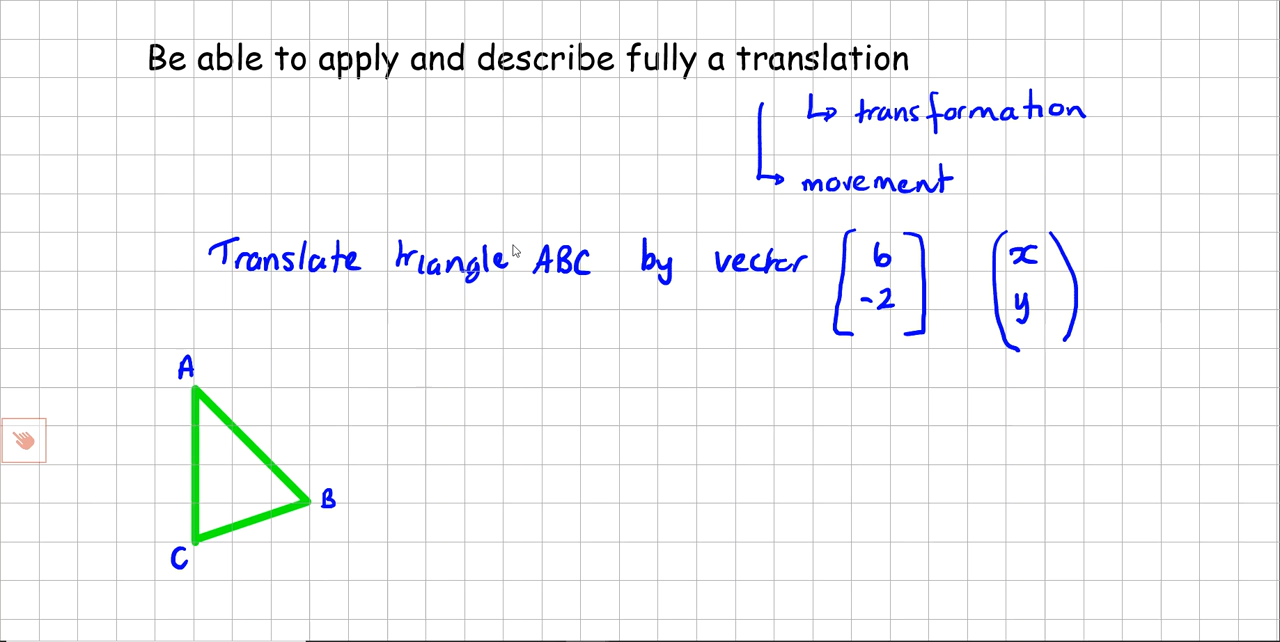 Be able to apply and describe fully a translation
↳ transformation
↳ movement
Translate triangle ABC by vector [6 -2] (x y)
A
B
C